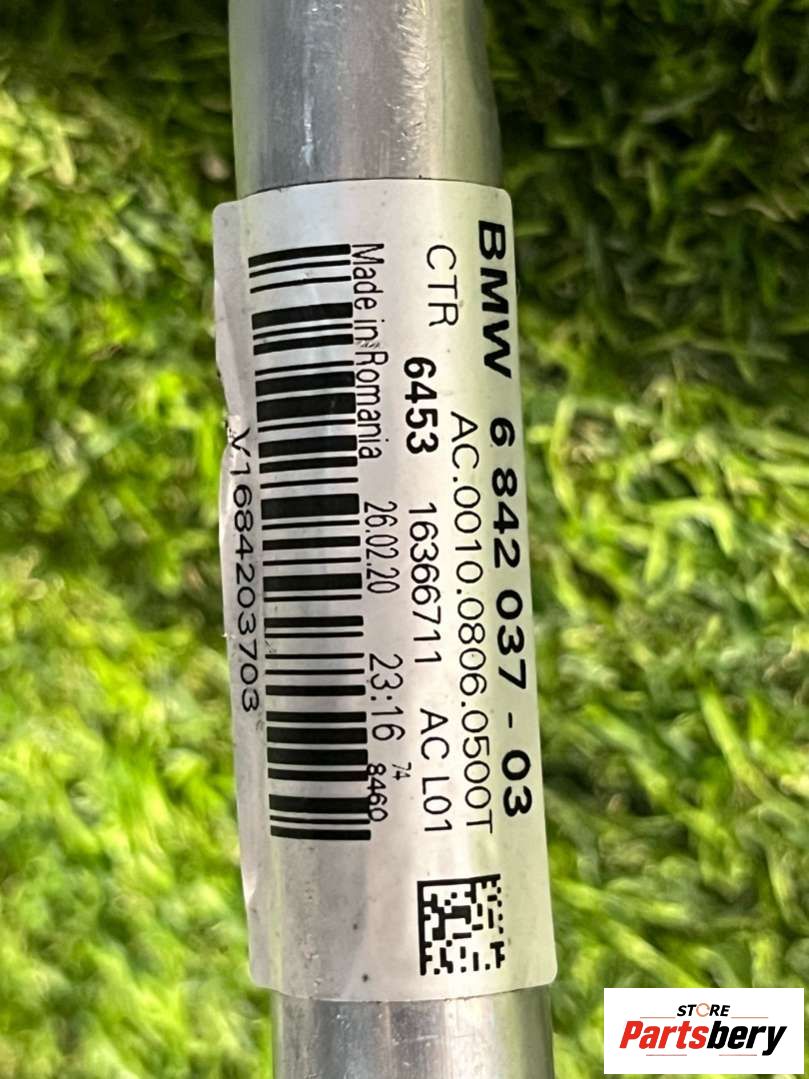 BMW 6 842 037 - 03
AC.0010.0806.0500T
CTR 6453 16366711 AC L01
Made in Romania 26.02.20 23:16 74 8460
V1684203703
STORE
Partsbery